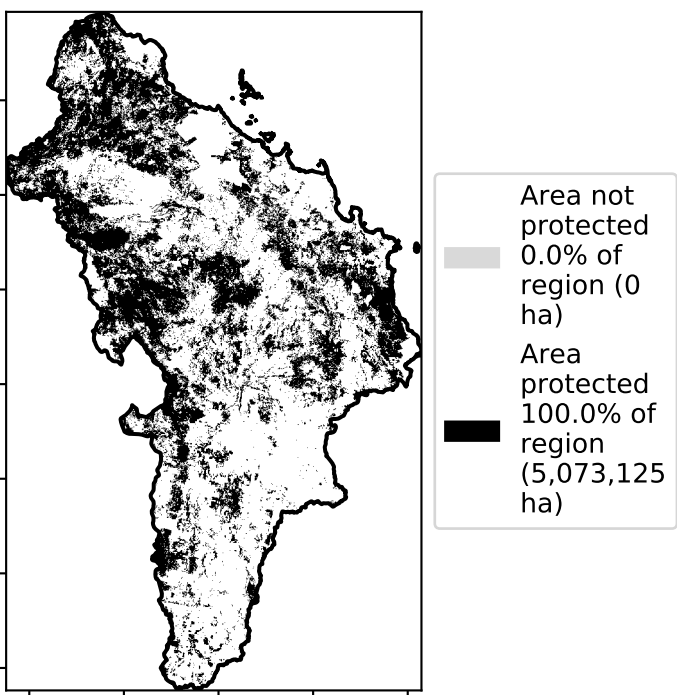 Area not
protected
0.0% of
region (0
ha)
Area
protected
100.0% of
region
(5,073,125
ha)